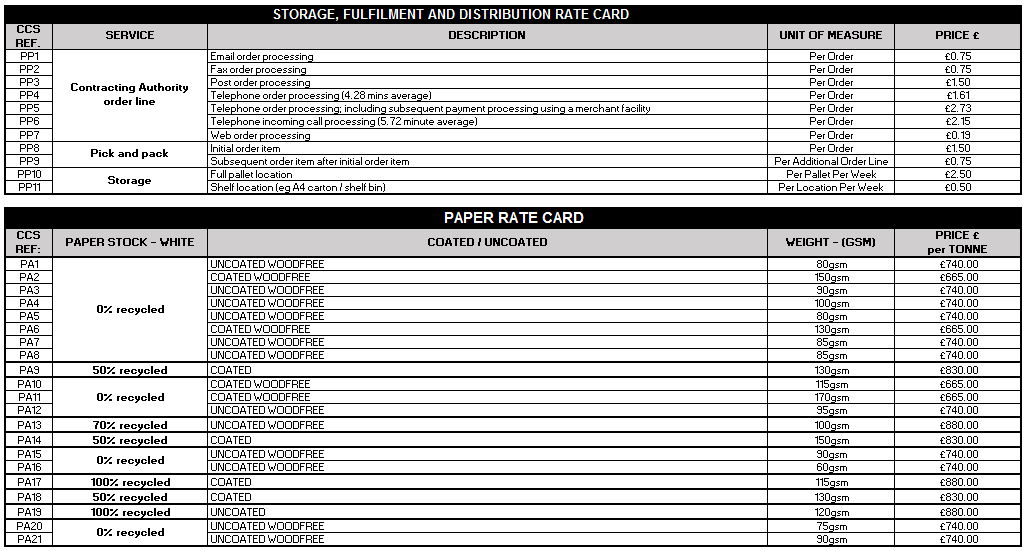 STORAGE, FULFILMENT AND DISTRIBUTION RATE CARD
CCS REF. SERVICE DESCRIPTION UNIT OF MEASURE PRICE £
PP1 Email order processing Per Order £0.75
PP2 Fax order processing Per Order £0.75
PP3 Post order processing Per Order £1.50
Contracting Authority order line
PP4 Telephone order processing (4.28 mins average) Per Order £1.61
PP5 Telephone order processing; including subsequent payment processing using a merchant facility Per Order £2.73
PP6 Telephone incoming call processing (5.72 minute average) Per Order £2.15
PP7 Web order processing Per Order £0.19
PP8 Pick and pack Initial order item Per Order £1.50
PP9 Subsequent order item after initial order item Per Additional Order Line £0.75
PP10 Storage Full pallet location Per Pallet Per Week £2.50
PP11 Shelf location (eg A4 carton / shelf bin) Per Location Per Week £0.50
PAPER RATE CARD
CCS REF: PAPER STOCK - WHITE COATED / UNCOATED WEIGHT - (GSM) PRICE £ per TONNE
PA1 UNCOATED WOODFREE 80gsm £740.00
PA2 COATED WOODFREE 150gsm £665.00
PA3 UNCOATED WOODFREE 90gsm £740.00
PA4 0% recycled UNCOATED WOODFREE 100gsm £740.00
PA5 UNCOATED WOODFREE 80gsm £740.00
PA6 COATED WOODFREE 130gsm £665.00
PA7 UNCOATED WOODFREE 85gsm £740.00
PA8 UNCOATED WOODFREE 85gsm £740.00
PA9 50% recycled COATED 130gsm £830.00
PA10 COATED WOODFREE 115gsm £665.00
PA11 0% recycled COATED WOODFREE 170gsm £665.00
PA12 UNCOATED WOODFREE 95gsm £740.00
PA13 70% recycled UNCOATED WOODFREE 100gsm £880.00
PA14 50% recycled COATED 150gsm £830.00
PA15 0% recycled UNCOATED WOODFREE 90gsm £740.00
PA16 UNCOATED WOODFREE 60gsm £740.00
PA17 100% recycled COATED 115gsm £880.00
PA18 50% recycled COATED 130gsm £830.00
PA19 100% recycled UNCOATED 120gsm £880.00
PA20 0% recycled UNCOATED WOODFREE 75gsm £740.00
PA21 UNCOATED WOODFREE 90gsm £740.00